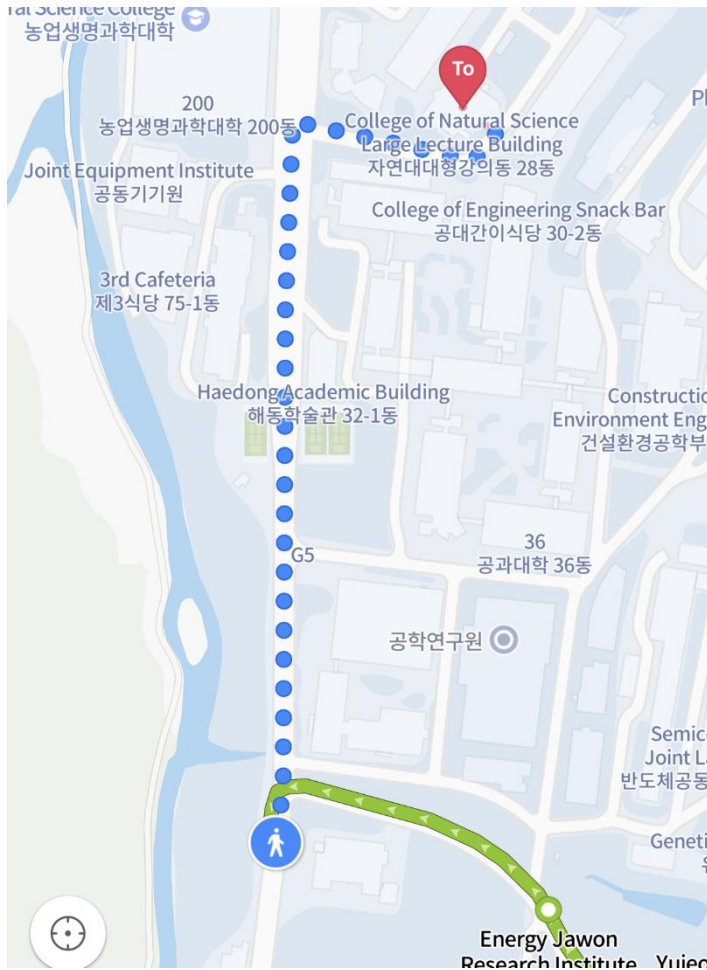 ral Science College
농업생명과학대학
To
200
농업생명과학대학 200동
College of Natural Science
Large Lecture Building
자연대대형강의동 28동
Joint Equipment Institute
공동기기원
College of Engineering Snack Bar
공대간이식당 30-2동
3rd Cafeteria
제3식당 75-1동
Haedong Academic Building
해동학술관 32-1동
Constructio
Environment Eng
건설환경공학부
G5
36
공과대학 36동
공학연구원
Semic
Joint La
반도체공동
Geneti
Energy Jawon
Research Institute
Yujeo